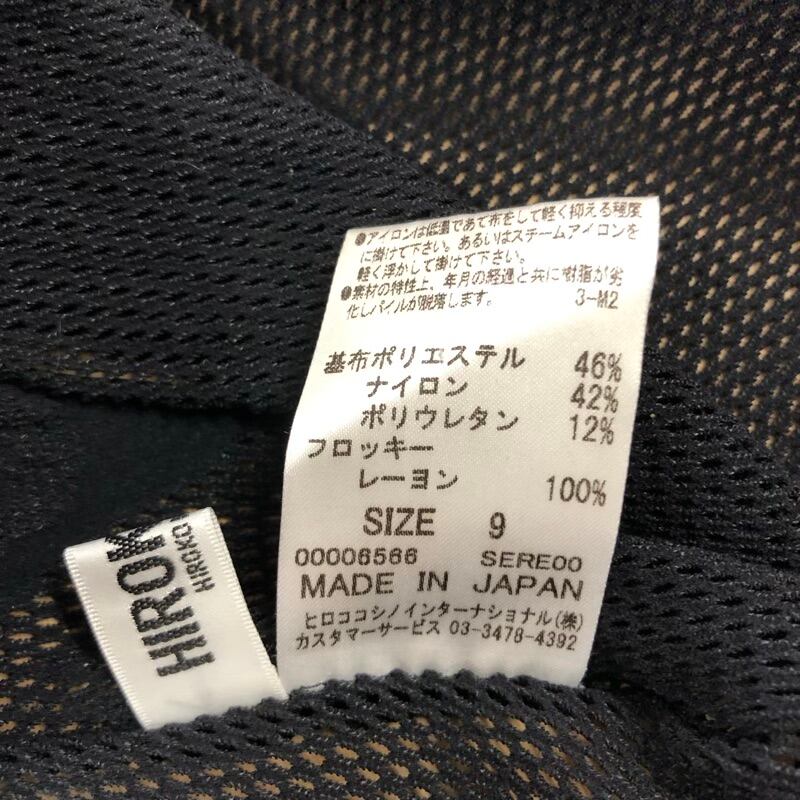 ●アイロンは低温であて布をして軽く抑える程度
に掛けて下さい。あるいはスチームアイロンを
軽く浮かして掛けて下さい。
●素材の特性上、年月の経過と共に樹脂が劣
化しパイルが脱落します。
3-M2
基布ポリエステル 46%
ナイロン 42%
ポリウレタン 12%
フロッキー
レーヨン 100%
SIZE 9
00006566 SERE00
MADE IN JAPAN
ヒロココシノインターナショナル(株)
カスタマーサービス 03-3478-4392
HIROK
HIROKO